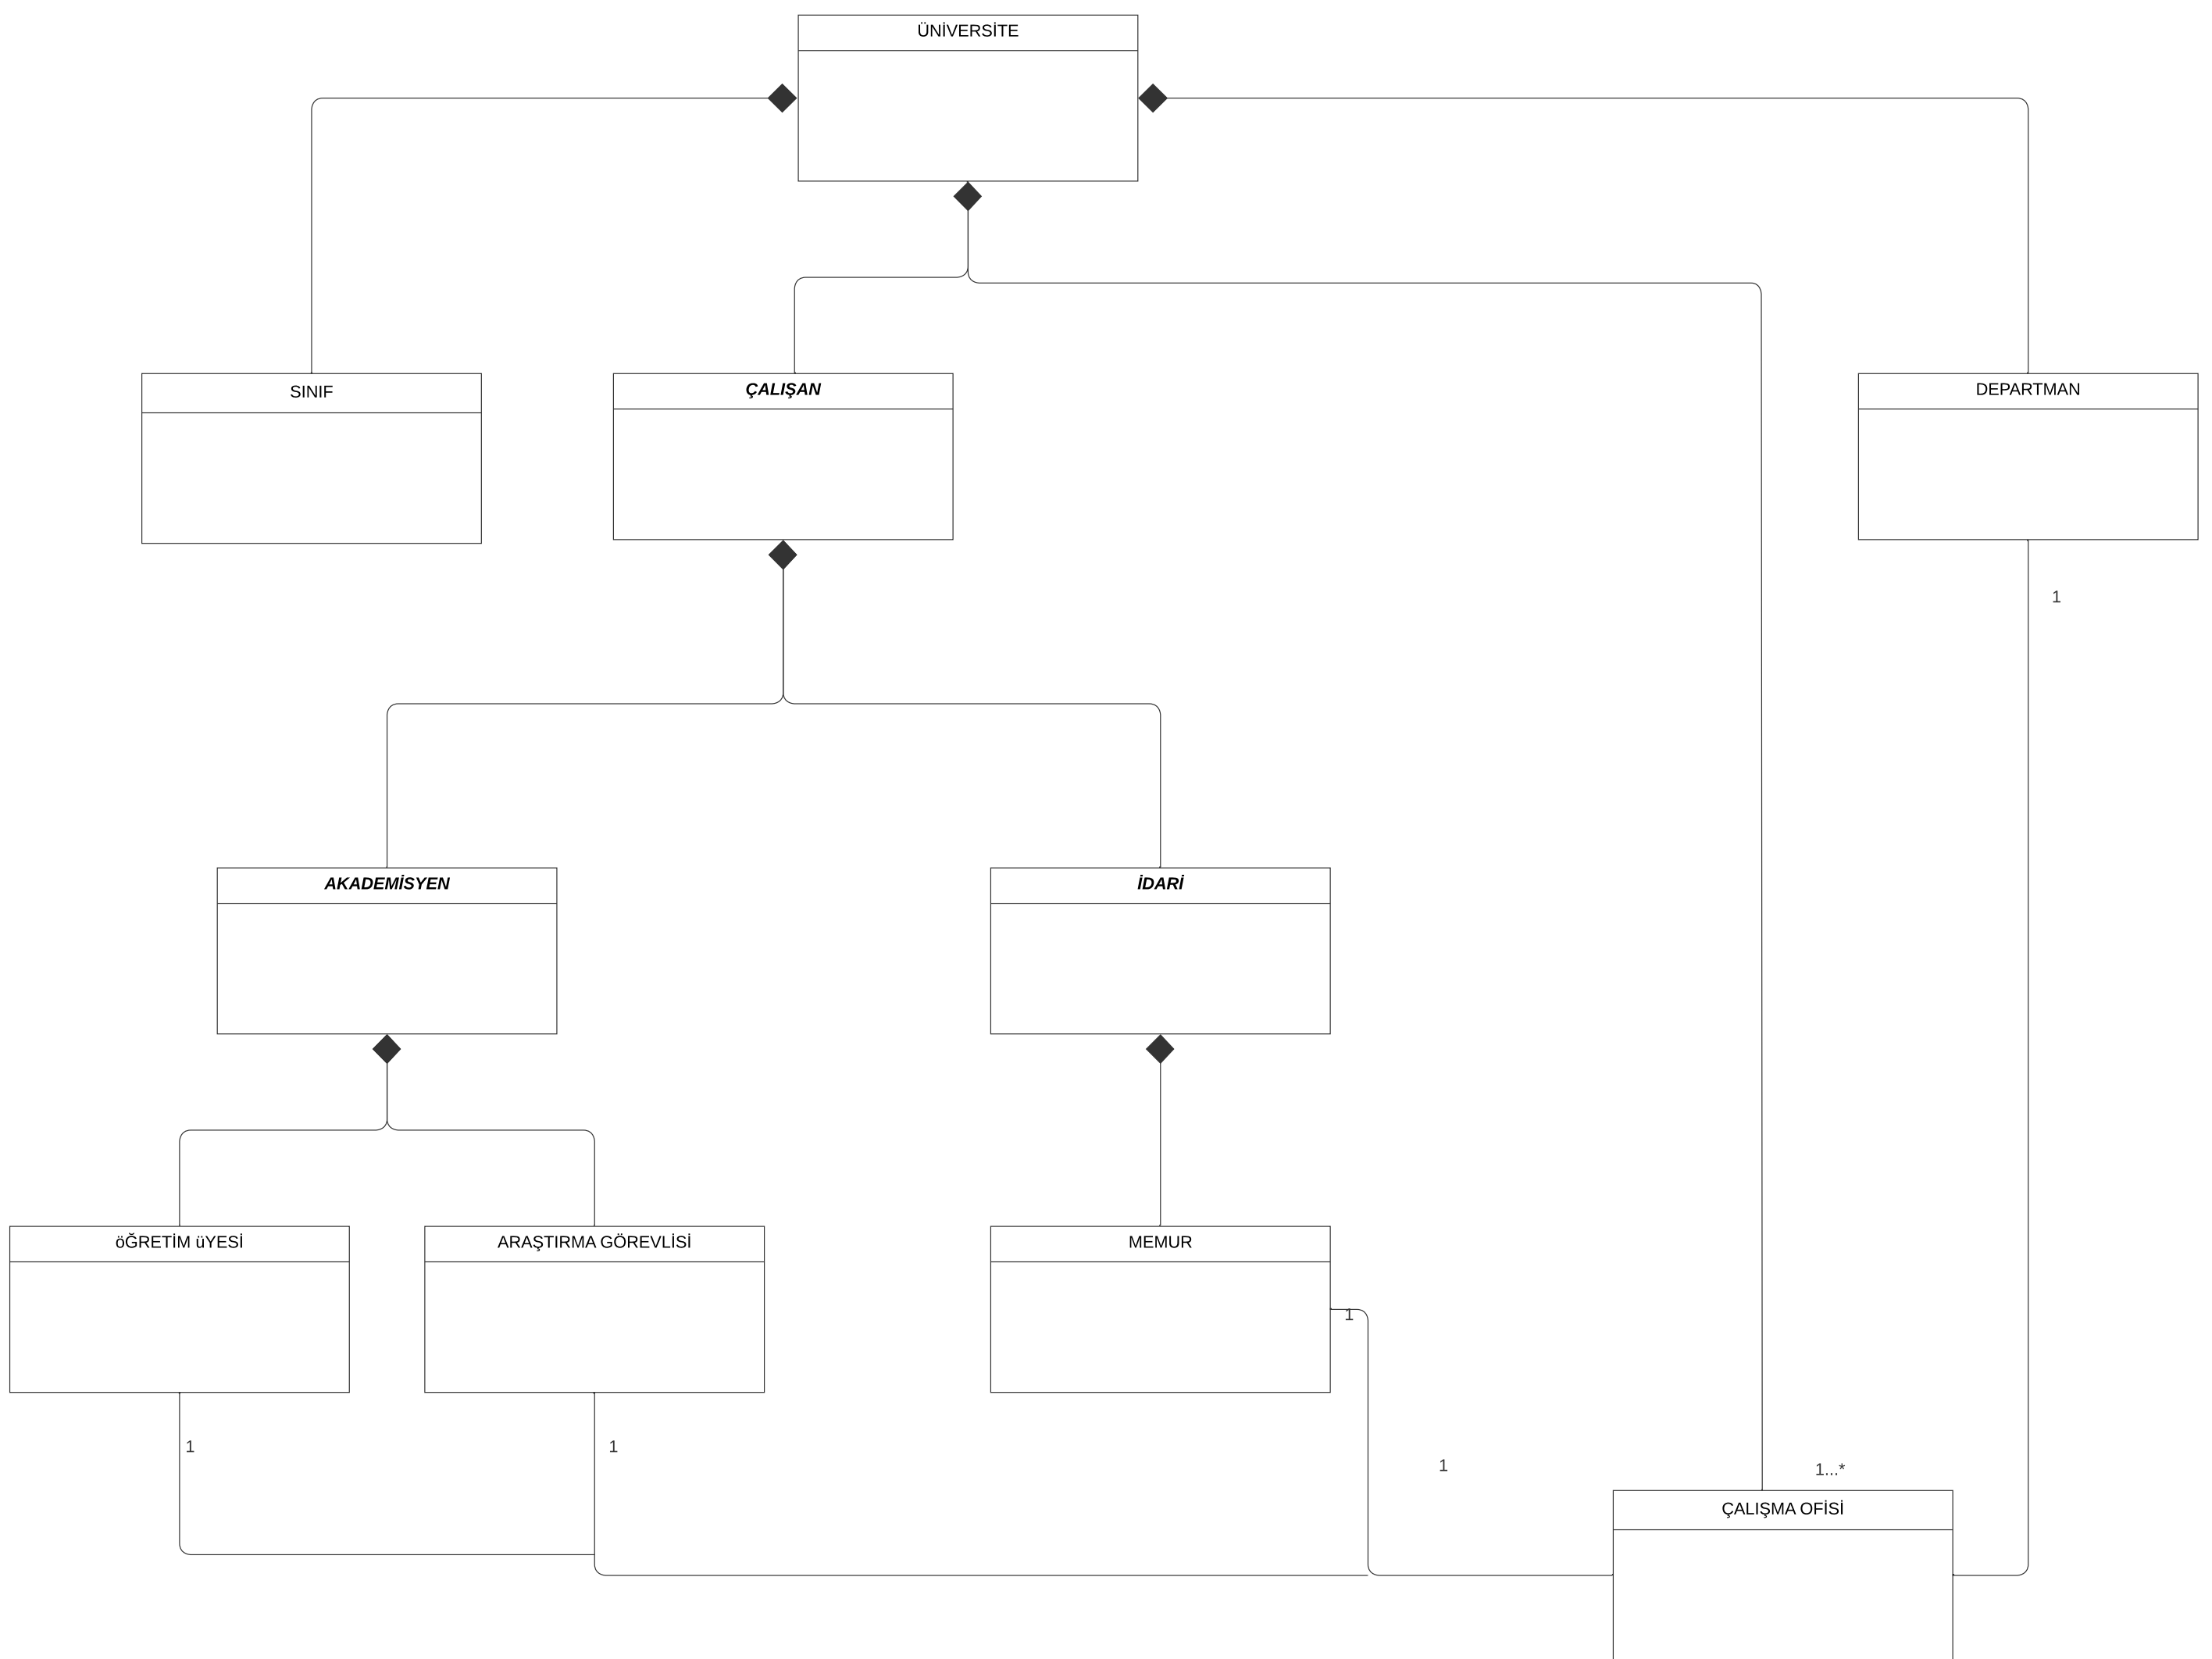 ÜNİVERSİTE
SINIF
ÇALIŞAN
DEPARTMAN
1
AKADEMİSYEN
İDARİ
öĞRETİM üYESİ
ARAŞTIRMA GÖREVLİSİ
MEMUR
1
1
1
1
1...*
ÇALIŞMA OFİSİ